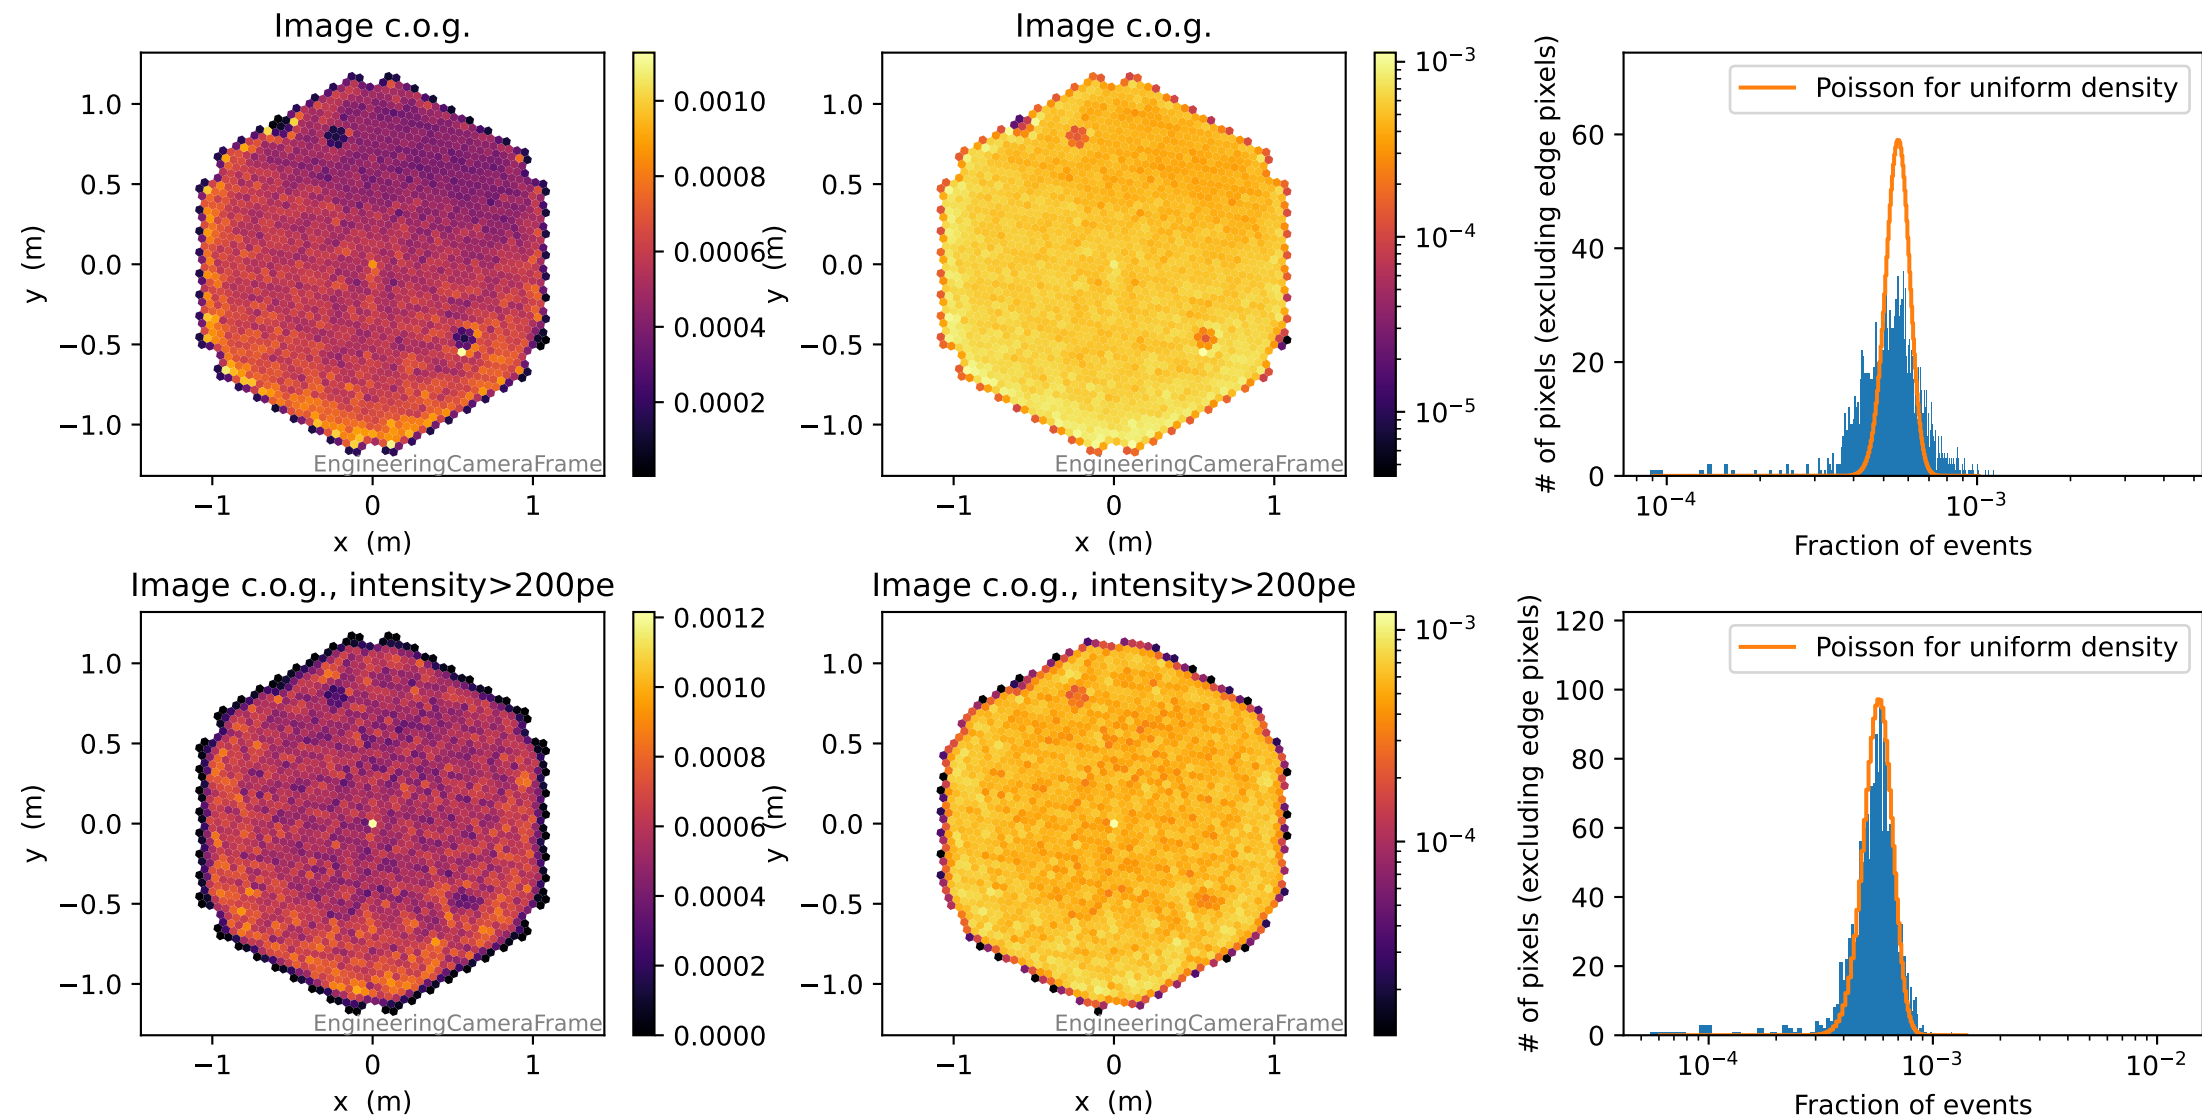 Image c.o.g.
1.0
0.5
0.0
−0.5
−1.0
y (m)
−1
0
1
x (m)
EngineeringCameraFrame
0.0010
0.0008
0.0006
0.0004
0.0002
Image c.o.g.
1.0
0.5
0.0
−0.5
−1.0
y (m)
−1
0
1
x (m)
EngineeringCameraFrame
10⁻³
10⁻⁴
10⁻⁵
# of pixels (excluding edge pixels)
60
40
20
0
Poisson for uniform density
10⁻⁴
10⁻³
Fraction of events
Image c.o.g., intensity>200pe
1.0
0.5
0.0
−0.5
−1.0
y (m)
−1
0
1
x (m)
EngineeringCameraFrame
0.0012
0.0010
0.0008
0.0006
0.0004
0.0002
0.0000
Image c.o.g., intensity>200pe
1.0
0.5
0.0
−0.5
−1.0
y (m)
−1
0
1
x (m)
EngineeringCameraFrame
10⁻³
10⁻⁴
# of pixels (excluding edge pixels)
120
100
80
60
40
20
0
Poisson for uniform density
10⁻⁴
10⁻³
10⁻²
Fraction of events